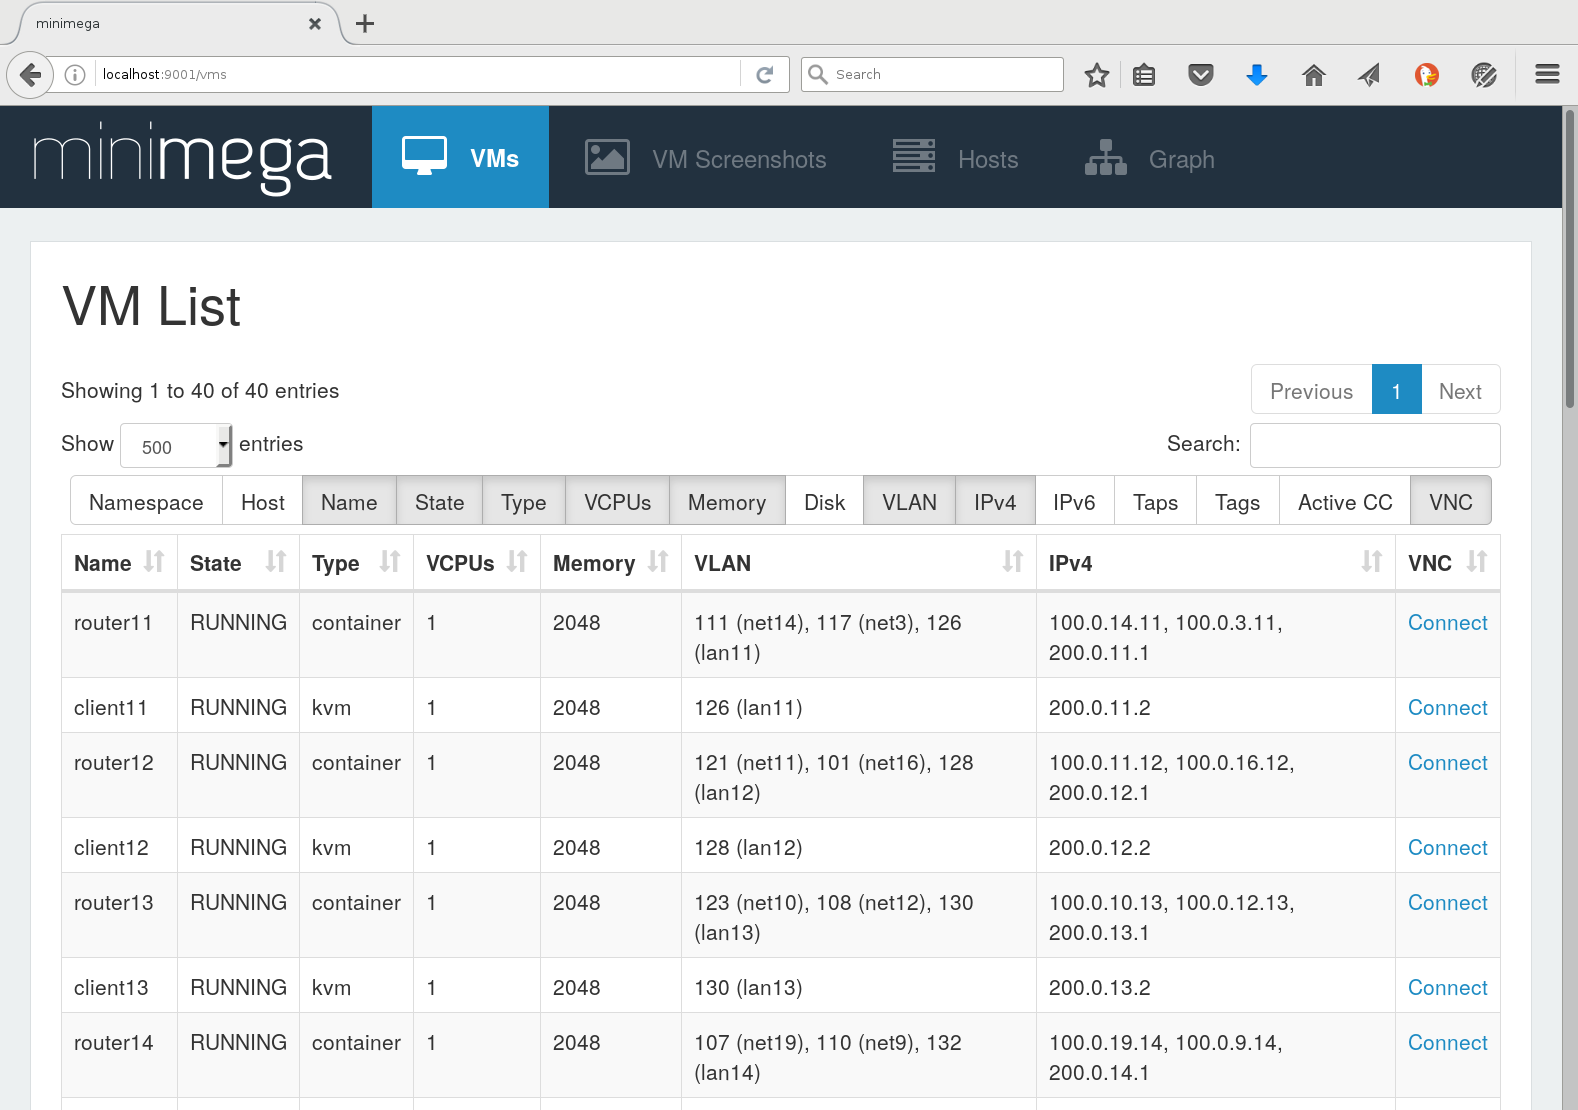 minimega
localhost:9001/vms
Search
minimega
VMs
VM Screenshots
Hosts
Graph
VM List
Showing 1 to 40 of 40 entries
Previous 1 Next
Show 500 entries
Search:
Namespace Host Name State Type VCPUs Memory Disk VLAN IPv4 IPv6 Taps Tags Active CC VNC
Name State Type VCPUs Memory VLAN IPv4 VNC
router11 RUNNING container 1 2048 111 (net14), 117 (net3), 126 100.0.14.11, 100.0.3.11, Connect
(lan11) 200.0.11.1
client11 RUNNING kvm 1 2048 126 (lan11) 200.0.11.2 Connect
router12 RUNNING container 1 2048 121 (net11), 101 (net16), 128 100.0.11.12, 100.0.16.12, Connect
(lan12) 200.0.12.1
client12 RUNNING kvm 1 2048 128 (lan12) 200.0.12.2 Connect
router13 RUNNING container 1 2048 123 (net10), 108 (net12), 130 100.0.10.13, 100.0.12.13, Connect
(lan13) 200.0.13.1
client13 RUNNING kvm 1 2048 130 (lan13) 200.0.13.2 Connect
router14 RUNNING container 1 2048 107 (net19), 110 (net9), 132 100.0.19.14, 100.0.9.14, Connect
(lan14) 200.0.14.1